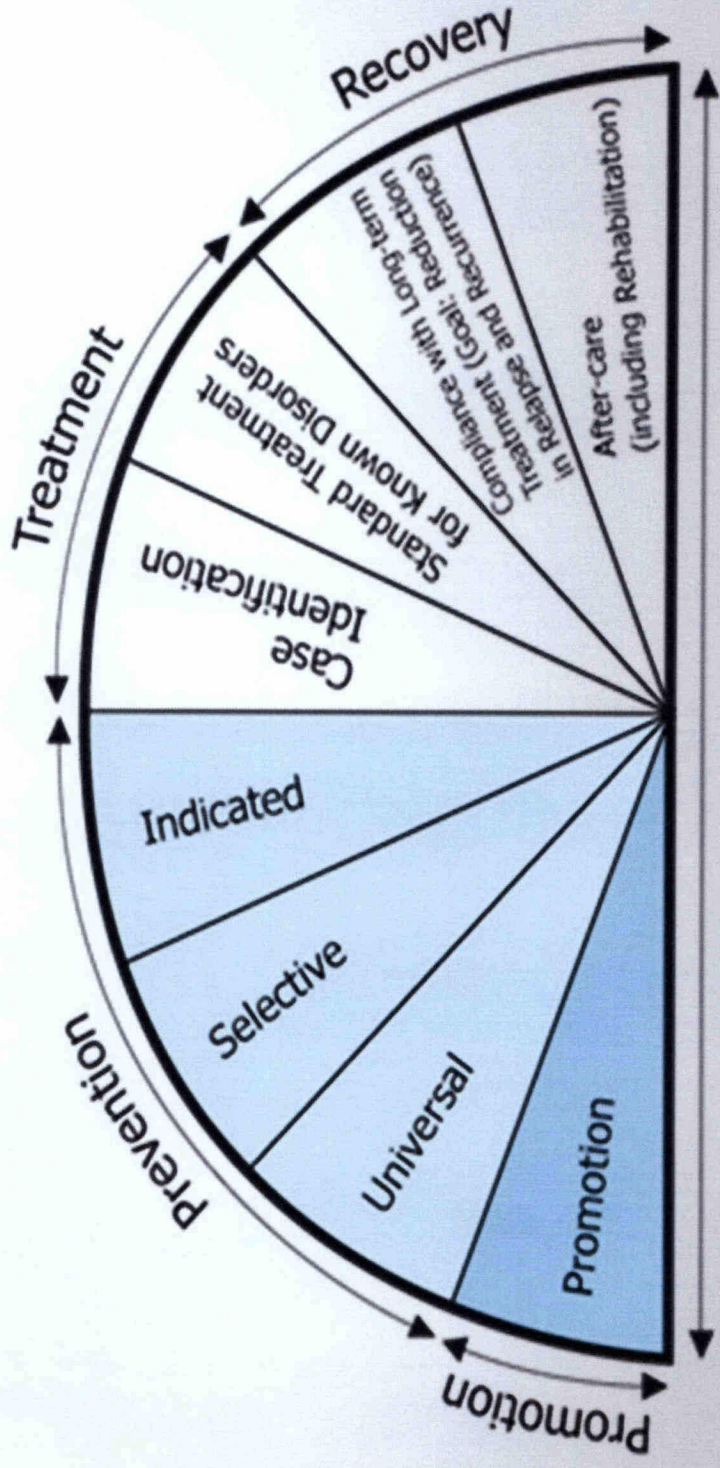 Promotion
Prevention
Treatment
Recovery
Promotion
Universal
Selective
Indicated
Case
Identification
Standard Treatment
for Known Disorders
Compliance with Long-term
Treatment (Goal: Reduction
in Relapse and Recurrence)
After-care
(including Rehabilitation)